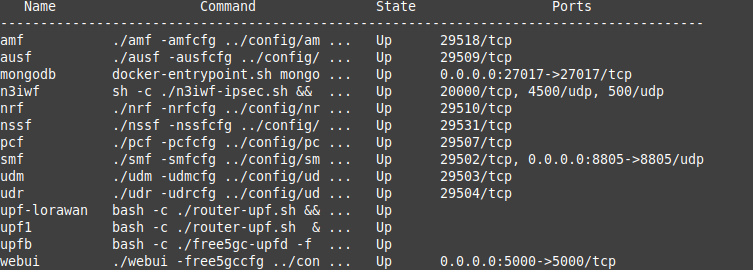 Name Command State Ports
--------------------------------------------------------------------------------------
amf ./amf -amfcfg ../config/am ... Up 29518/tcp
ausf ./ausf -ausfcfg ../config/ ... Up 29509/tcp
mongodb docker-entrypoint.sh mongo ... Up 0.0.0.0:27017->27017/tcp
n3iwf sh -c ./n3iwf-ipsec.sh && ... Up 20000/tcp, 4500/udp, 500/udp
nrf ./nrf -nrfcfg ../config/nr ... Up 29510/tcp
nssf ./nssf -nssfcfg ../config/ ... Up 29531/tcp
pcf ./pcf -pcfcfg ../config/pc ... Up 29507/tcp
smf ./smf -smfcfg ../config/sm ... Up 29502/tcp, 0.0.0.0:8805->8805/udp
udm ./udm -udmcfg ../config/ud ... Up 29503/tcp
udr ./udr -udrcfg ../config/ud ... Up 29504/tcp
upf-lorawan bash -c ./router-upf.sh && ... Up
upf1 bash -c ./router-upf.sh & ... Up
upfb bash -c ./free5gc-upfd -f ... Up
webui ./webui -free5gccfg ../con ... Up 0.0.0.0:5000->5000/tcp